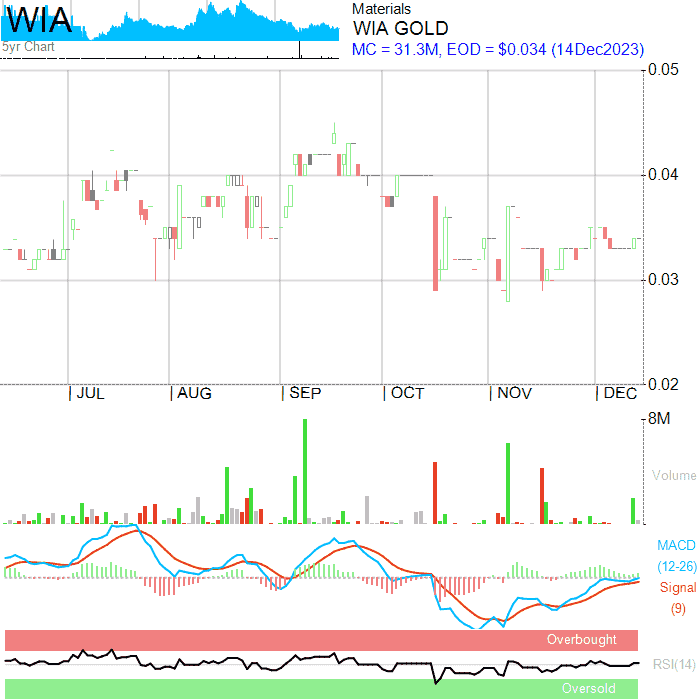 WIA
5yr Chart
Materials
WIA GOLD
MC = 31.3M, EOD = $0.034 (14Dec2023)
0.05
0.04
0.03
0.02
JUL
AUG
SEP
OCT
NOV
DEC
8M
Volume
MACD
(12-26)
Signal
(9)
Overbought
RSI(14)
Oversold